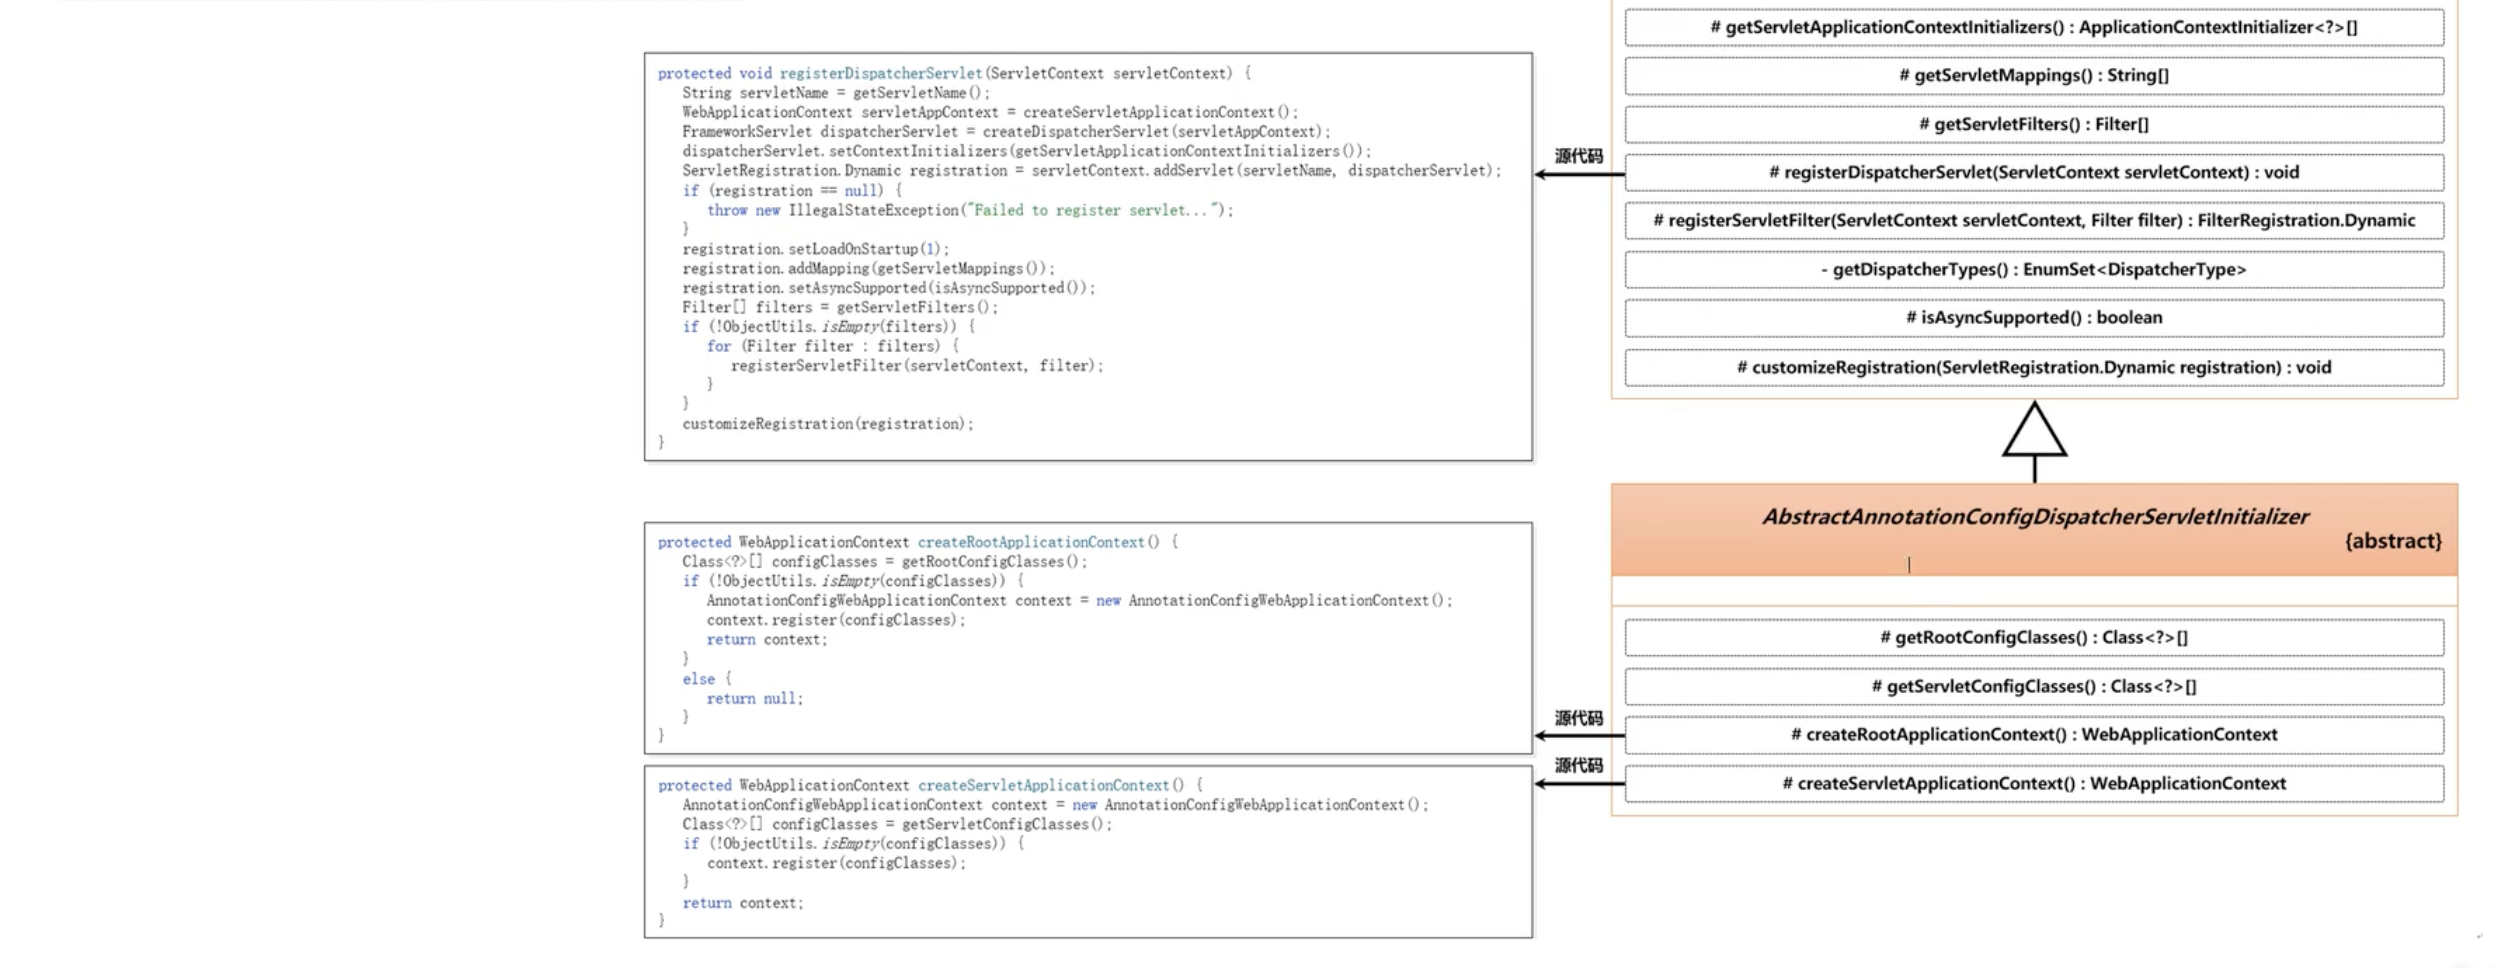 protected void registerDispatcherServlet(ServletContext servletContext) {
String servletName = getServletName();
WebApplicationContext servletAppContext = createServletApplicationContext();
FrameworkServlet dispatcherServlet = createDispatcherServlet(servletAppContext);
dispatcherServlet.setContextInitializers(getServletApplicationContextInitializers());
ServletRegistration.Dynamic registration = servletContext.addServlet(servletName, dispatcherServlet);
if (registration == null) {
throw new IllegalStateException("Failed to register servlet...");
}
registration.setLoadOnStartup(1);
registration.addMapping(getServletMappings());
registration.setAsyncSupported(isAsyncSupported());
Filter[] filters = getServletFilters();
if (!ObjectUtils.isEmpty(filters)) {
for (Filter filter : filters) {
registerServletFilter(servletContext, filter);
}
}
customizeRegistration(registration);
}
protected WebApplicationContext createRootApplicationContext() {
Class<?>[] configClasses = getRootConfigClasses();
if (!ObjectUtils.isEmpty(configClasses)) {
AnnotationConfigWebApplicationContext context = new AnnotationConfigWebApplicationContext();
context.register(configClasses);
return context;
}
else {
return null;
}
}
protected WebApplicationContext createServletApplicationContext() {
AnnotationConfigWebApplicationContext context = new AnnotationConfigWebApplicationContext();
Class<?>[] configClasses = getServletConfigClasses();
if (!ObjectUtils.isEmpty(configClasses)) {
context.register(configClasses);
}
return context;
}
源代码
源代码
源代码
# getServletApplicationContextInitializers() : ApplicationContextInitializer<?>[]
# getServletMappings() : String[]
# getServletFilters() : Filter[]
# registerDispatcherServlet(ServletContext servletContext) : void
# registerServletFilter(ServletContext servletContext, Filter filter) : FilterRegistration.Dynamic
- getDispatcherTypes() : EnumSet<DispatcherType>
# isAsyncSupported() : boolean
# customizeRegistration(ServletRegistration.Dynamic registration) : void
AbstractAnnotationConfigDispatcherServletInitializer
{abstract}
# getRootConfigClasses() : Class<?>[]
# getServletConfigClasses() : Class<?>[]
# createRootApplicationContext() : WebApplicationContext
# createServletApplicationContext() : WebApplicationContext